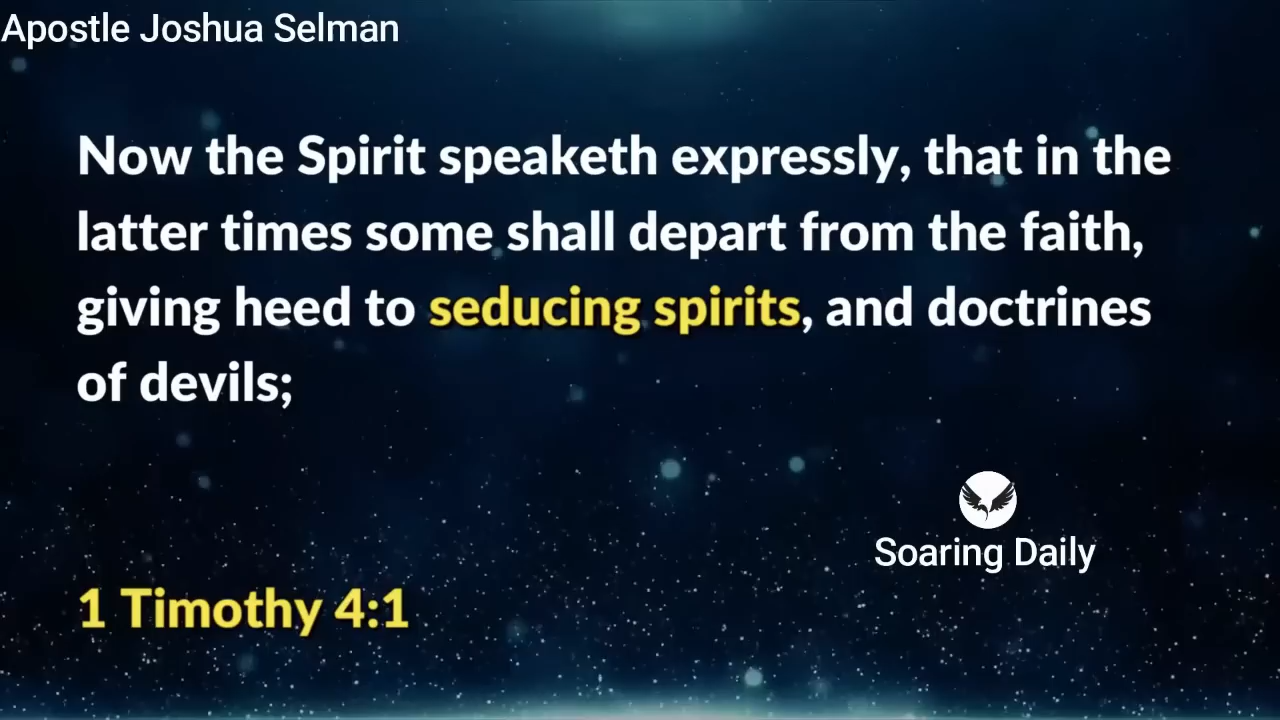 Apostle Joshua Selman
Now the Spirit speaketh expressly, that in the
latter times some shall depart from the faith,
giving heed to seducing spirits, and doctrines
of devils;
Soaring Daily
1 Timothy 4:1